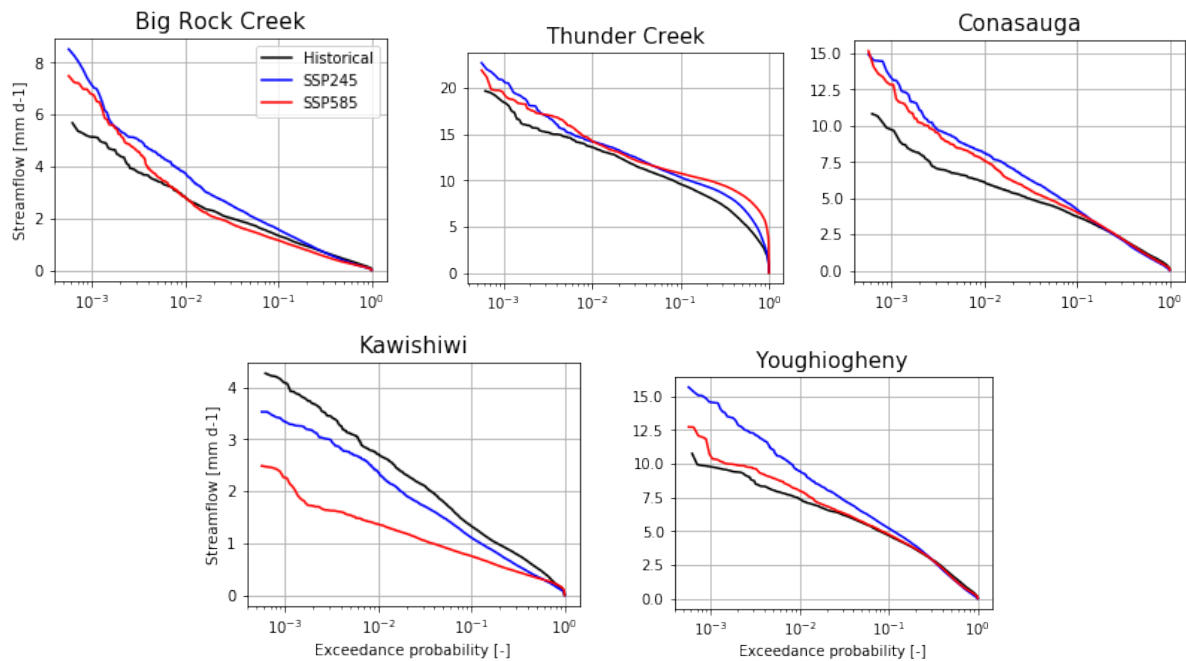 Big Rock Creek
Streamflow [mm d-1]
8
6
4
2
0
10⁻³ 10⁻² 10⁻¹ 10⁰
Historical
SSP245
SSP585
Thunder Creek
20
15
10
5
0
10⁻³ 10⁻² 10⁻¹ 10⁰
Conasauga
15.0
12.5
10.0
7.5
5.0
2.5
0.0
10⁻³ 10⁻² 10⁻¹ 10⁰
Kawishiwi
Streamflow [mm d-1]
4
3
2
1
0
10⁻³ 10⁻² 10⁻¹ 10⁰
Exceedance probability [-]
Youghiogheny
15.0
12.5
10.0
7.5
5.0
2.5
0.0
10⁻³ 10⁻² 10⁻¹ 10⁰
Exceedance probability [-]